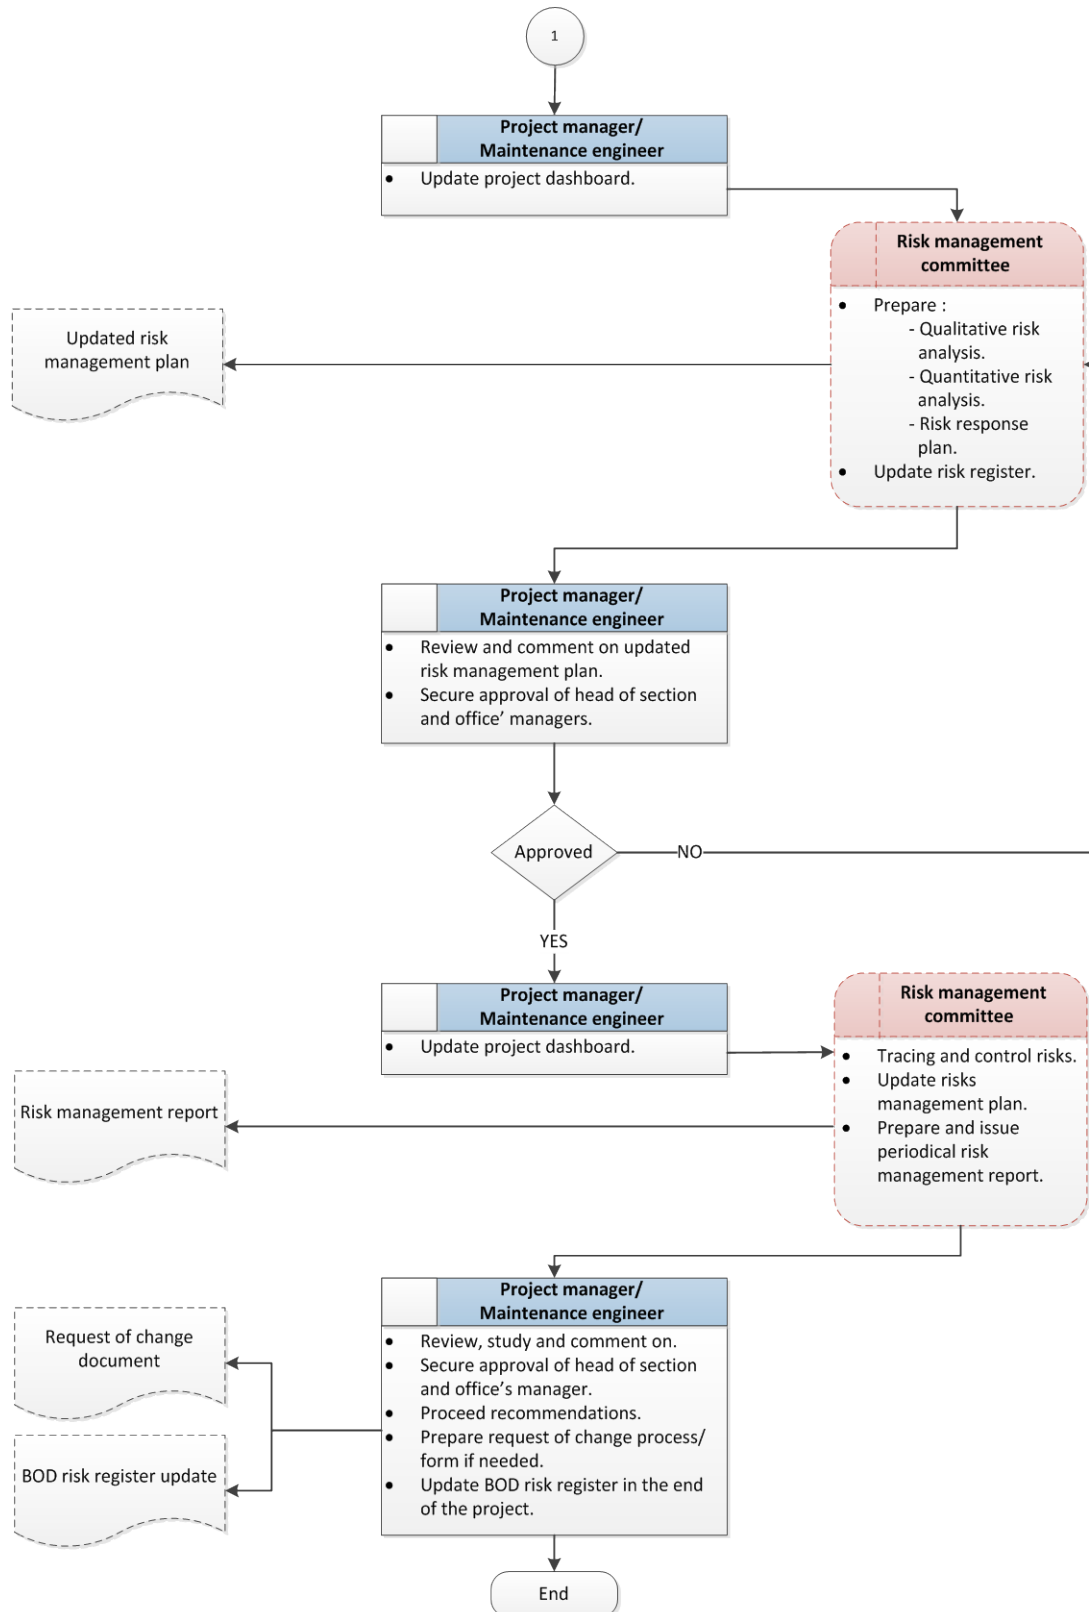 1
Project manager/
Maintenance engineer
• Update project dashboard.
Risk management
committee
• Prepare :
- Qualitative risk
analysis.
- Quantitative risk
analysis.
- Risk response
plan.
• Update risk register.
Updated risk
management plan
Project manager/
Maintenance engineer
• Review and comment on updated
risk management plan.
• Secure approval of head of section
and office’ managers.
Approved
NO
YES
Project manager/
Maintenance engineer
• Update project dashboard.
Risk management
committee
• Tracing and control risks.
• Update risks
management plan.
• Prepare and issue
periodical risk
management report.
Risk management report
Project manager/
Maintenance engineer
• Review, study and comment on.
• Secure approval of head of section
and office’s manager.
• Proceed recommendations.
• Prepare request of change process/
form if needed.
• Update BOD risk register in the end
of the project.
Request of change
document
BOD risk register update
End